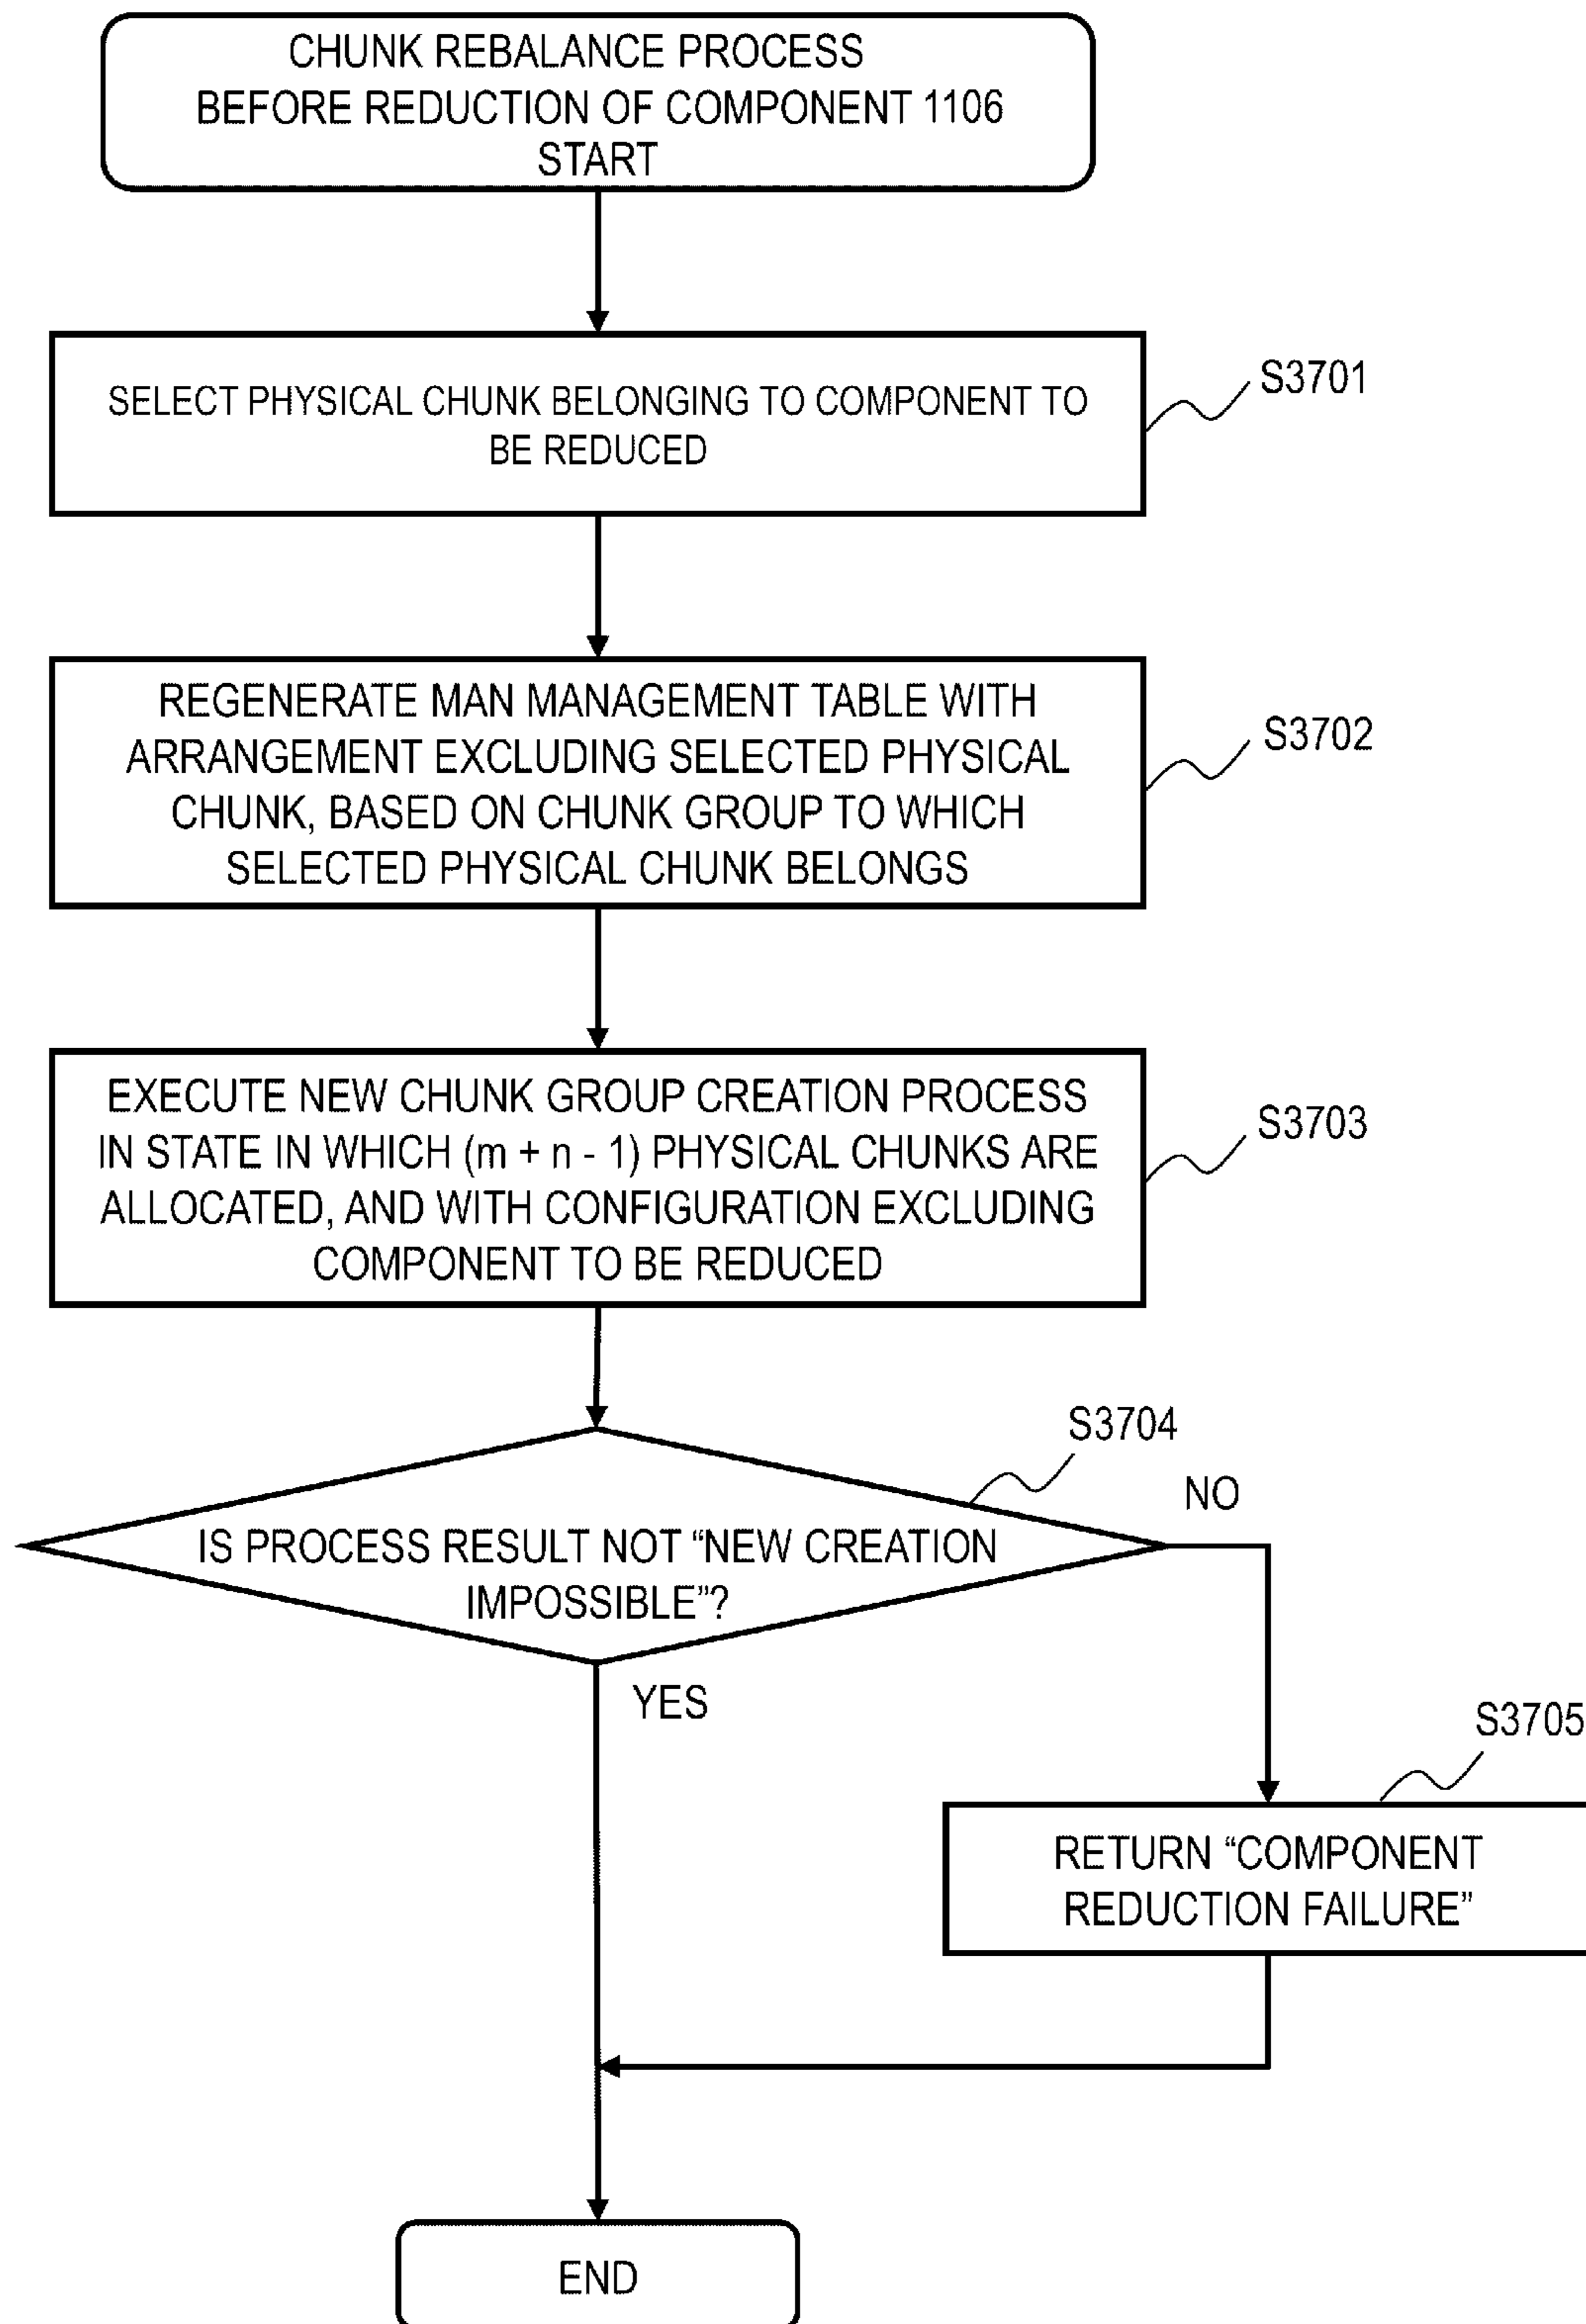 CHUNK REBALANCE PROCESS
BEFORE REDUCTION OF COMPONENT 1106
START
SELECT PHYSICAL CHUNK BELONGING TO COMPONENT TO
BE REDUCED
S3701
REGENERATE MAN MANAGEMENT TABLE WITH
ARRANGEMENT EXCLUDING SELECTED PHYSICAL
CHUNK, BASED ON CHUNK GROUP TO WHICH
SELECTED PHYSICAL CHUNK BELONGS
S3702
EXECUTE NEW CHUNK GROUP CREATION PROCESS
IN STATE IN WHICH (m + n - 1) PHYSICAL CHUNKS ARE
ALLOCATED, AND WITH CONFIGURATION EXCLUDING
COMPONENT TO BE REDUCED
S3703
S3704
NO
IS PROCESS RESULT NOT “NEW CREATION
IMPOSSIBLE”?
YES
S3705
RETURN “COMPONENT
REDUCTION FAILURE”
END